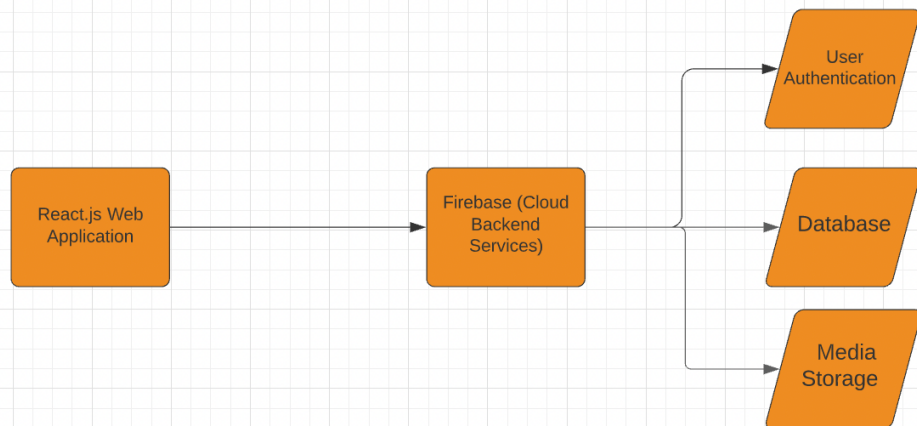 React.js Web
Application
Firebase (Cloud
Backend
Services)
User
Authentication
Database
Media
Storage